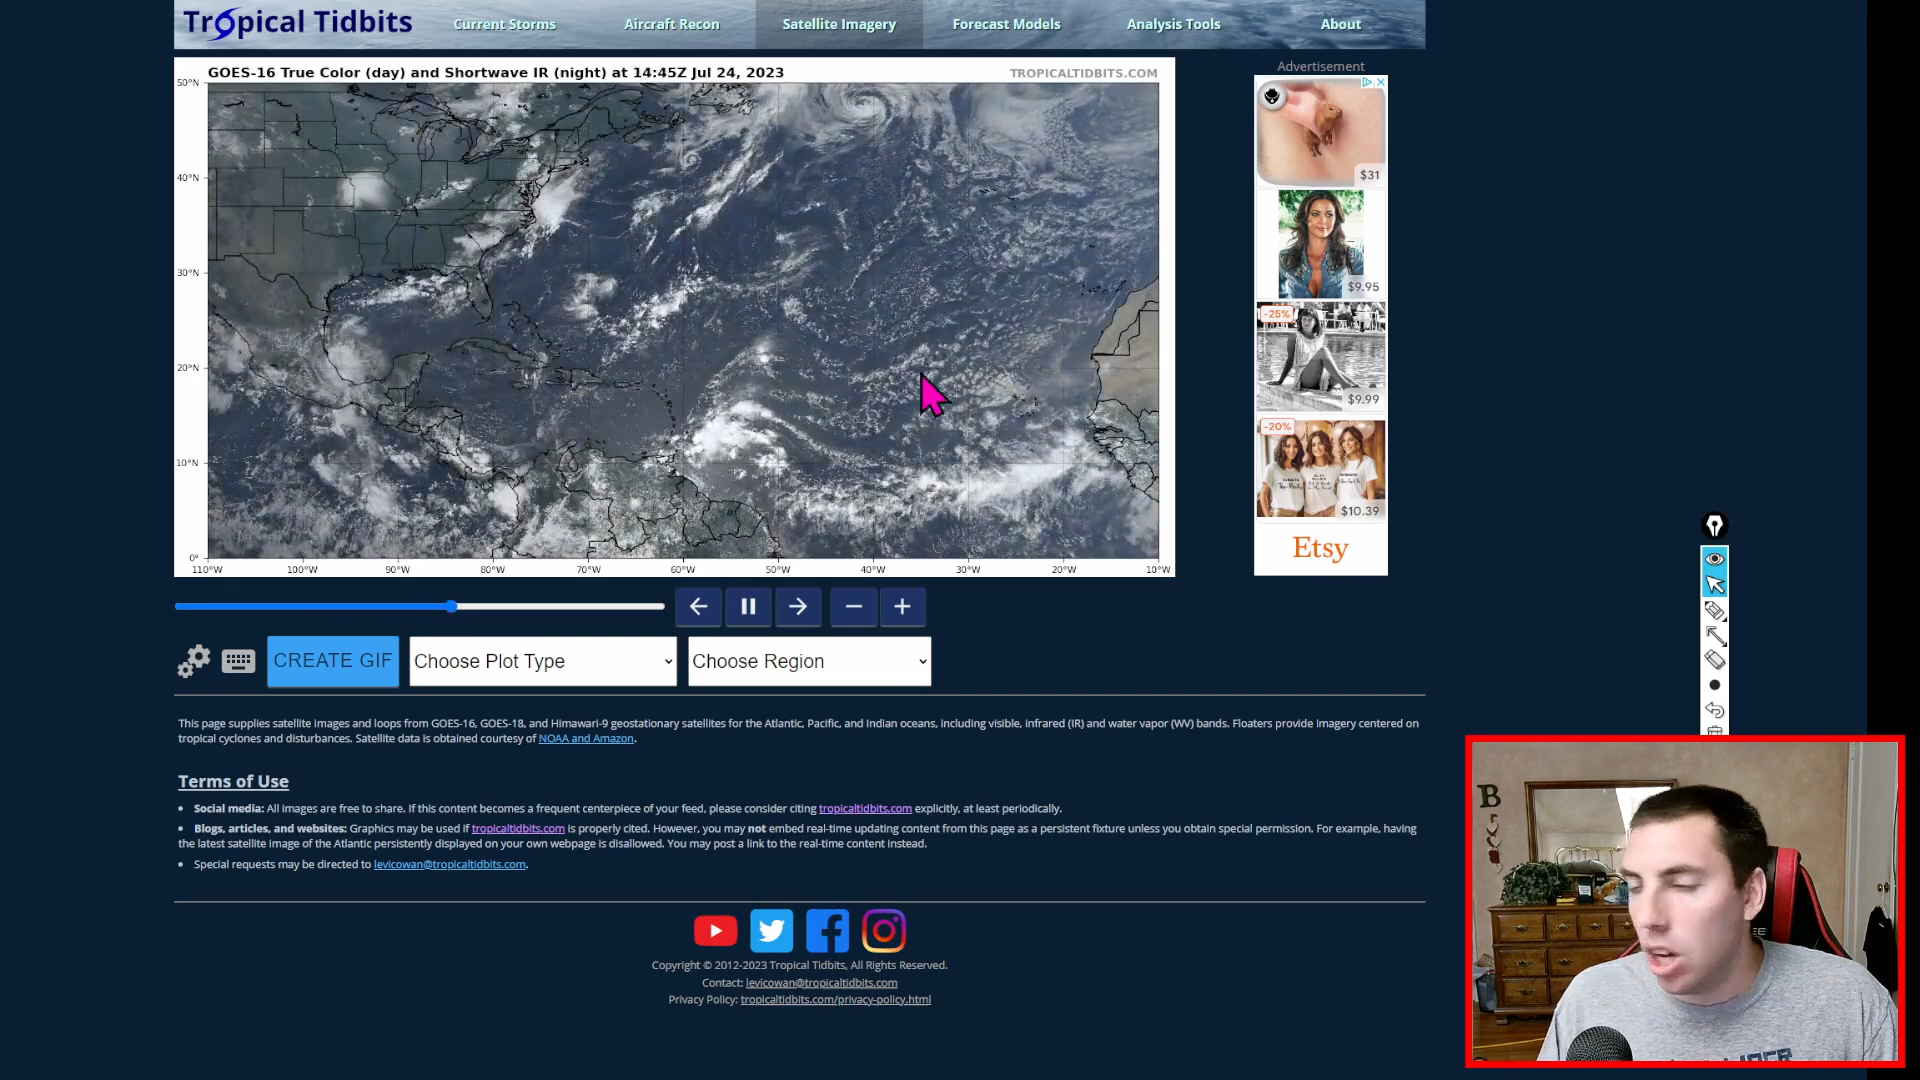 Tropical Tidbits
Current Storms
Aircraft Recon
Satellite Imagery
Forecast Models
Analysis Tools
About
GOES-16 True Color (day) and Shortwave IR (night) at 14:45Z Jul 24, 2023
TROPICALTIDBITS.COM
50°N
40°N
30°N
20°N
10°N
0°
110°W 100°W 90°W 80°W 70°W 60°W 50°W 40°W 30°W 20°W 10°W
Advertisement
$31
$9.95
-25%
$9.99
-20%
$10.39
Etsy
CREATE GIF
Choose Plot Type
Choose Region
This page supplies satellite images and loops from GOES-16, GOES-18, and Himawari-9 geostationary satellites for the Atlantic, Pacific, and Indian oceans, including visible, infrared (IR) and water vapor (WV) bands. Floaters provide imagery centered on
tropical cyclones and disturbances. Satellite data is obtained courtesy of NOAA and Amazon.
Terms of Use
• Social media: All images are free to share. If this content becomes a frequent centerpiece of your feed, please consider citing tropicaltidbits.com explicitly, at least periodically.
• Blogs, articles, and websites: Graphics may be used if tropicaltidbits.com is properly cited. However, you may not embed real-time updating content from this page as a persistent fixture unless you obtain special permission. For example, having
the latest satellite image of the Atlantic persistently displayed on your own webpage is disallowed. You may post a link to the real-time content instead.
• Special requests may be directed to levicowan@tropicaltidbits.com.
Copyright © 2012-2023 Tropical Tidbits, All Rights Reserved.
Contact: levicowan@tropicaltidbits.com
Privacy Policy: tropicaltidbits.com/privacy-policy.html
B